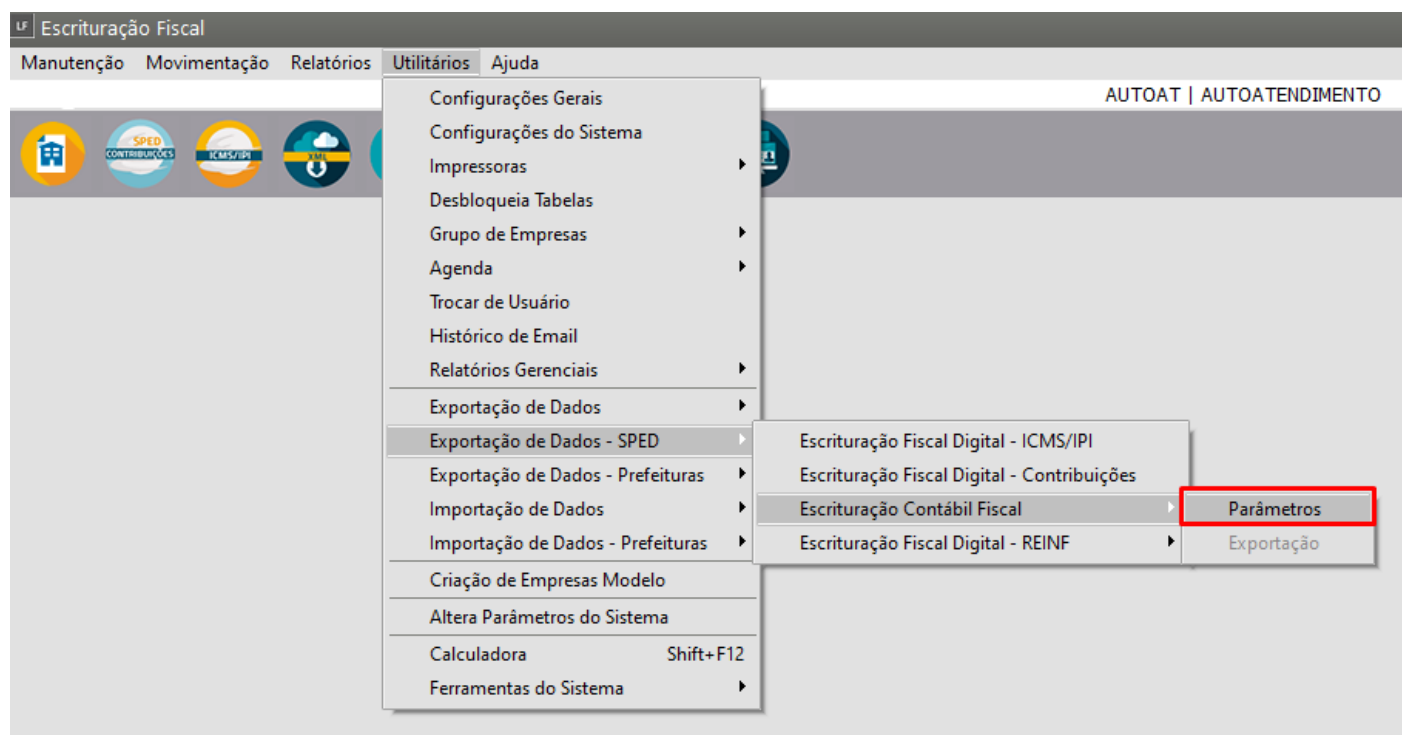 LF Escrituração Fiscal
Manutenção Movimentação Relatórios Utilitários Ajuda
AUTOAT | AUTOATENDIMENTO
SPED
CONTRIBUIÇÕES
ICMS/IPI
XML
Configurações Gerais
Configurações do Sistema
Impressoras
Desbloqueia Tabelas
Grupo de Empresas
Agenda
Trocar de Usuário
Histórico de Email
Relatórios Gerenciais
Exportação de Dados
Exportação de Dados - SPED
Exportação de Dados - Prefeituras
Importação de Dados
Importação de Dados - Prefeituras
Criação de Empresas Modelo
Altera Parâmetros do Sistema
Calculadora Shift+F12
Ferramentas do Sistema
Escrituração Fiscal Digital - ICMS/IPI
Escrituração Fiscal Digital - Contribuições
Escrituração Contábil Fiscal
Escrituração Fiscal Digital - REINF
Parâmetros
Exportação